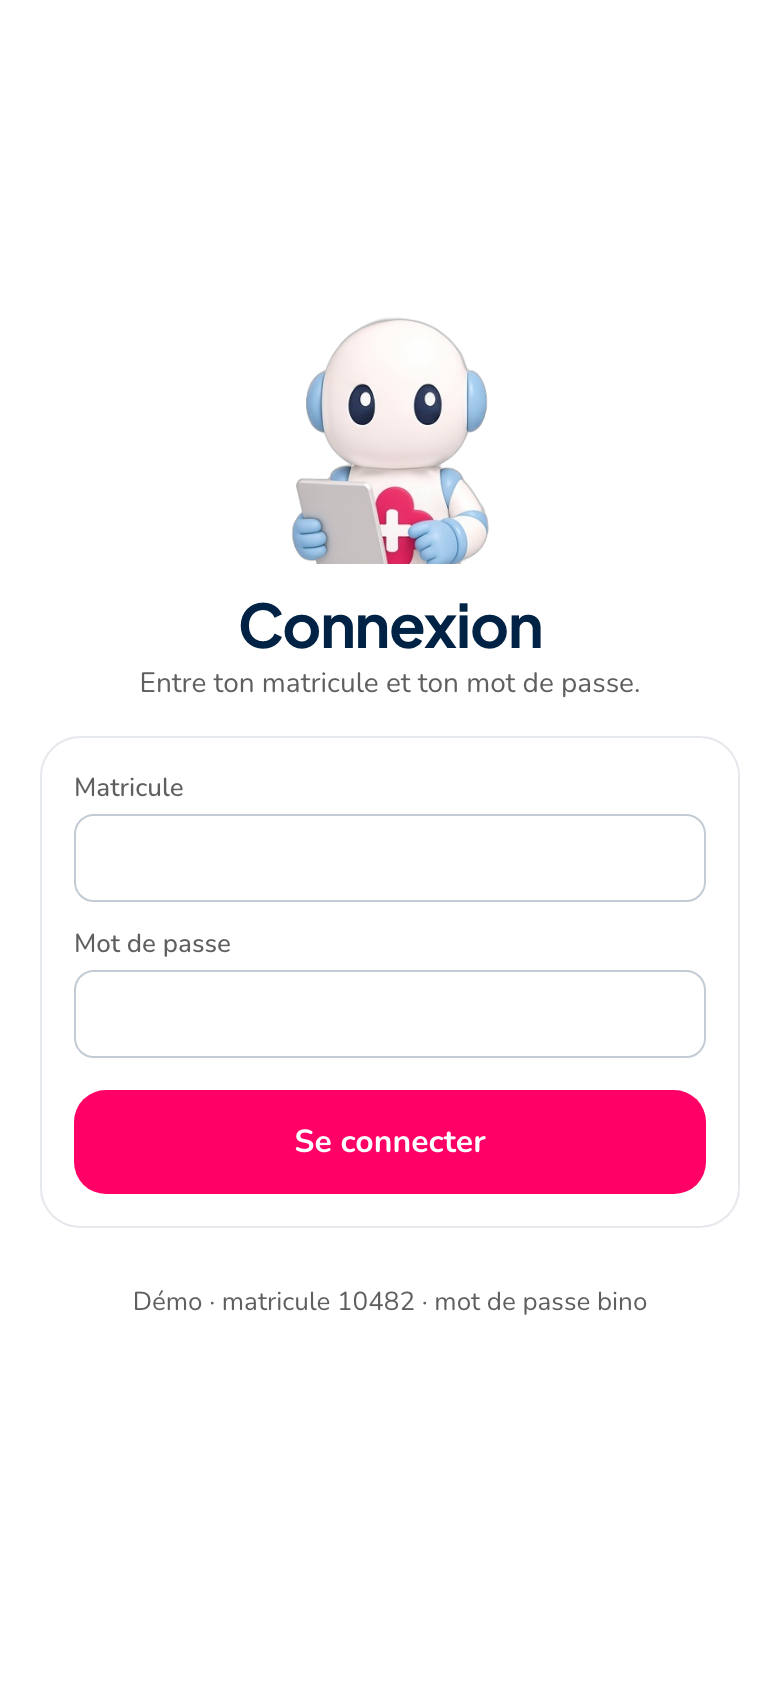 Connexion
Entre ton matricule et ton mot de passe.
Matricule
Mot de passe
Se connecter
Démo · matricule 10482 · mot de passe bino